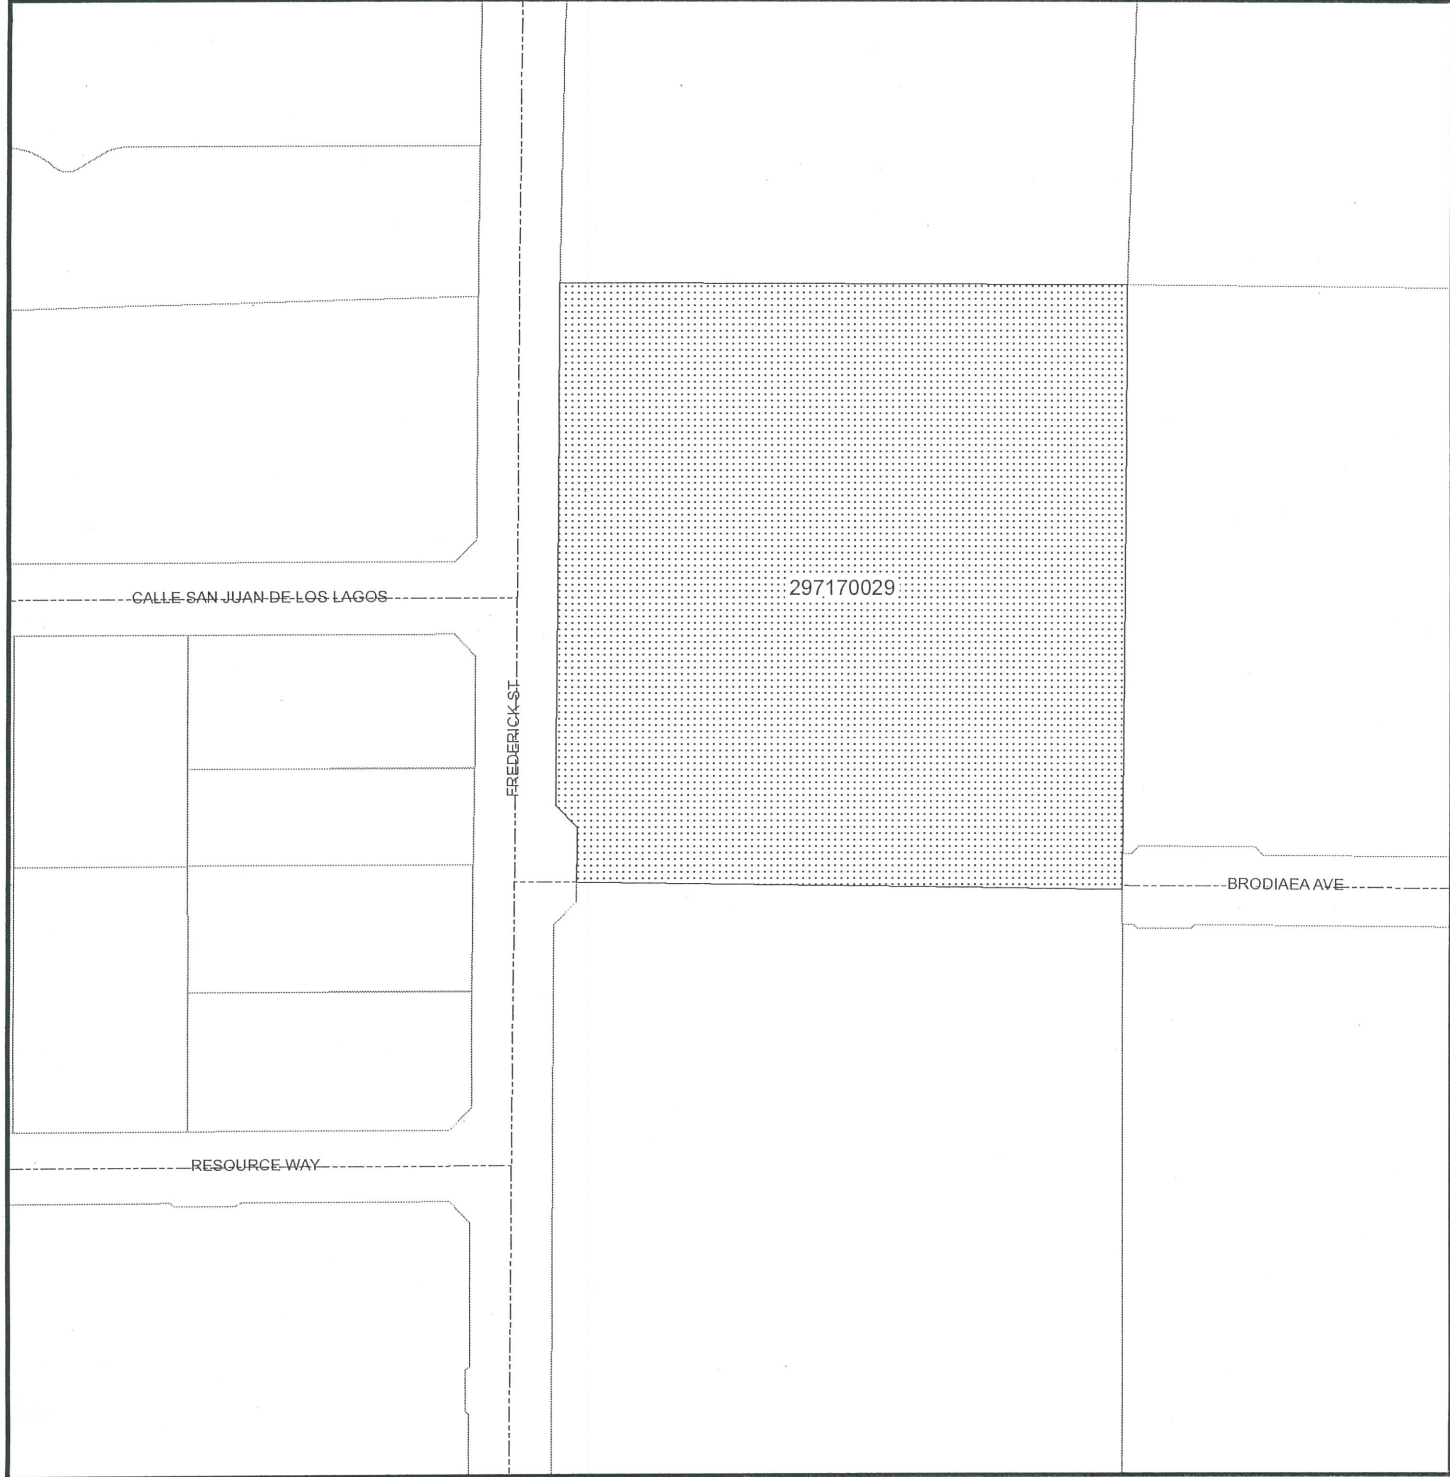 297170029
CALLE SAN JUAN DE LOS LAGOS
FREDERICK ST
BRODIAEA AVE
RESOURCE WAY